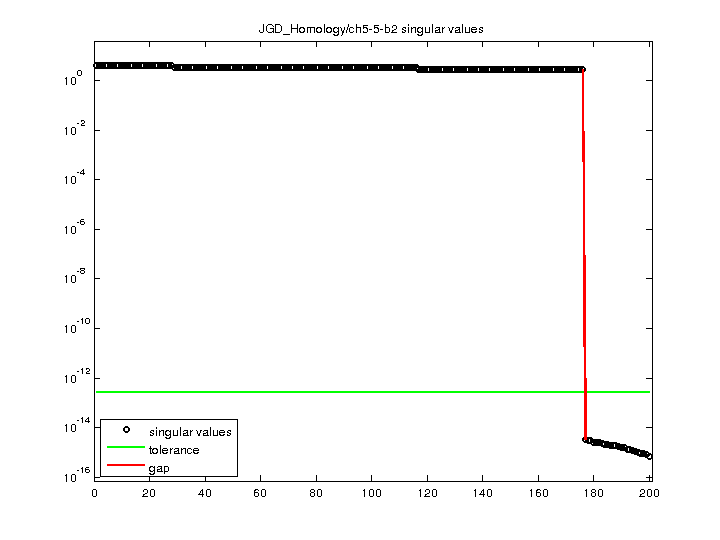 JGD_Homology/ch5-5-b2 singular values
10^0
10^-2
10^-4
10^-6
10^-8
10^-10
10^-12
10^-14
10^-16
singular values
tolerance
gap
0 20 40 60 80 100 120 140 160 180 200